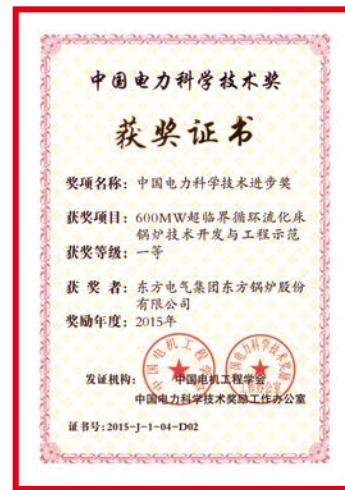 中国电力科学技术奖
获奖证书
奖项名称：中国电力科学技术进步奖
获奖项目：600MW超临界循环流化床
锅炉技术开发与工程示范
获奖等级：一等
获 奖 者：东方电气集团东方锅炉股份
有限公司
奖励年度：2015年
发证机构：中国电机工程学会
中国电力科学技术奖励工作办公室
证书号：2015-J-1-04-D02